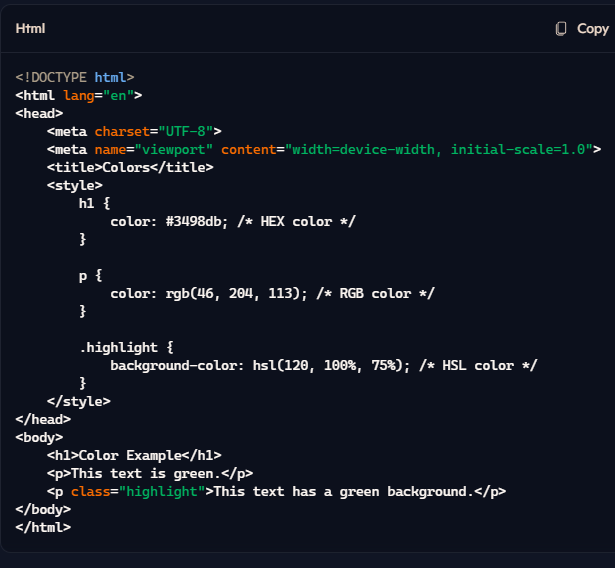 Html
Copy
<!DOCTYPE html>
<html lang="en">
<head>
    <meta charset="UTF-8">
    <meta name="viewport" content="width=device-width, initial-scale=1.0">
    <title>Colors</title>
    <style>
        h1 {
            color: #3498db; /* HEX color */
        }

        p {
            color: rgb(46, 204, 113); /* RGB color */
        }

        .highlight {
            background-color: hsl(120, 100%, 75%); /* HSL color */
        }
    </style>
</head>
<body>
    <h1>Color Example</h1>
    <p>This text is green.</p>
    <p class="highlight">This text has a green background.</p>
</body>
</html>